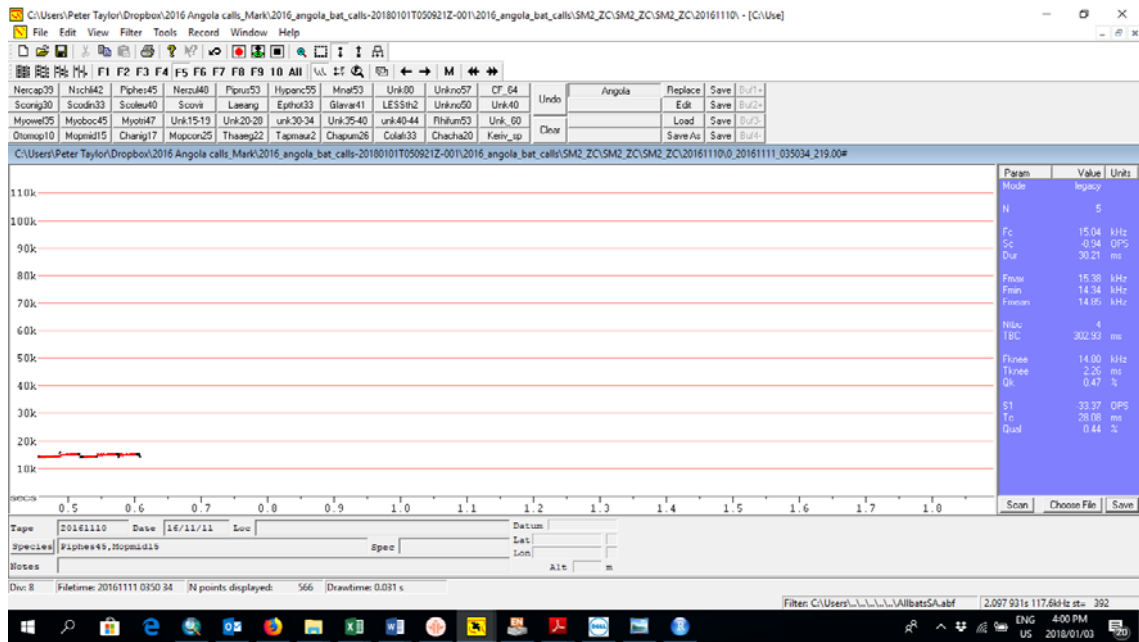 C:\Users\Peter Taylor\Dropbox\2016 Angola calls_Mark\2016_angola_bat_calls-20180101T050921Z-001\2016_angola_bat_calls\SM2_ZC\SM2_ZC\SM2_ZC\20161110\ - [C:\Use]
File Edit View Filter Tools Record Window Help
F1 F2 F3 F4 F5 F6 F7 F8 F9 10 All M
Nercap39 Nschli42 Piphes45 Nerzul48 Piprus53 Hypanc55 Mnat53 Unk80 Unkno57 CF_64 Undo Angola Replace Save Buf1+
Sconig30 Scodin33 Scoleu40 Scovir Laeang Epthot33 Glavar41 LESSth2 Unkno50 Unk40 Edit Save Buf2+
Myowel35 Myoboc45 Myotri47 Unk15-19 Unk20-28 unk30-34 Unk35-40 unk40-44 Rhifum53 Unk_60 Clear Load Save Buf3-
Otomop10 Mopmid15 Charig17 Mopcon25 Thaaeg22 Tapmau2 Chapum26 Colafr33 Chacha20 Keriv_sp Save As Save Buf4-
C:\Users\Peter Taylor\Dropbox\2016 Angola calls_Mark\2016_angola_bat_calls-20180101T050921Z-001\2016_angola_bat_calls\SM2_ZC\SM2_ZC\SM2_ZC\20161110\0_20161111_035034_219.00#
Param Value Units
Mode legacy
N 5
Fc 15.04 kHz
Sc -0.94 OPS
Dur 30.21 ms
Fmax 15.38 kHz
Fmin 14.34 kHz
Fmean 14.85 kHz
Ntbc 4
TBC 302.93 ms
Fknee 14.00 kHz
Tknee 2.26 ms
Qk 0.47 %
S1 -33.37 OPS
Tc 28.08 ms
Qual 0.44 %
Scan Choose File Save
110k
100k
90k
80k
70k
60k
50k
40k
30k
20k
10k
secs 0.5 0.6 0.7 0.8 0.9 1.0 1.1 1.2 1.3 1.4 1.5 1.6 1.7 1.8
Tape 20161110 Date 16/11/11 Loc Datum
Species Piphes45,Mopmid15 Spec Lat
Lon
Notes Alt m
Div: 8 Filetime: 20161111 0350 34 N points displayed: 566 Drawtime: 0.031 s
Filter: C:\Users\...\...\...\...\...\AllbatsSA.abf 2.097 931s 117.6kHz st= 392
ENG 4:00 PM
US 2018/01/03 20